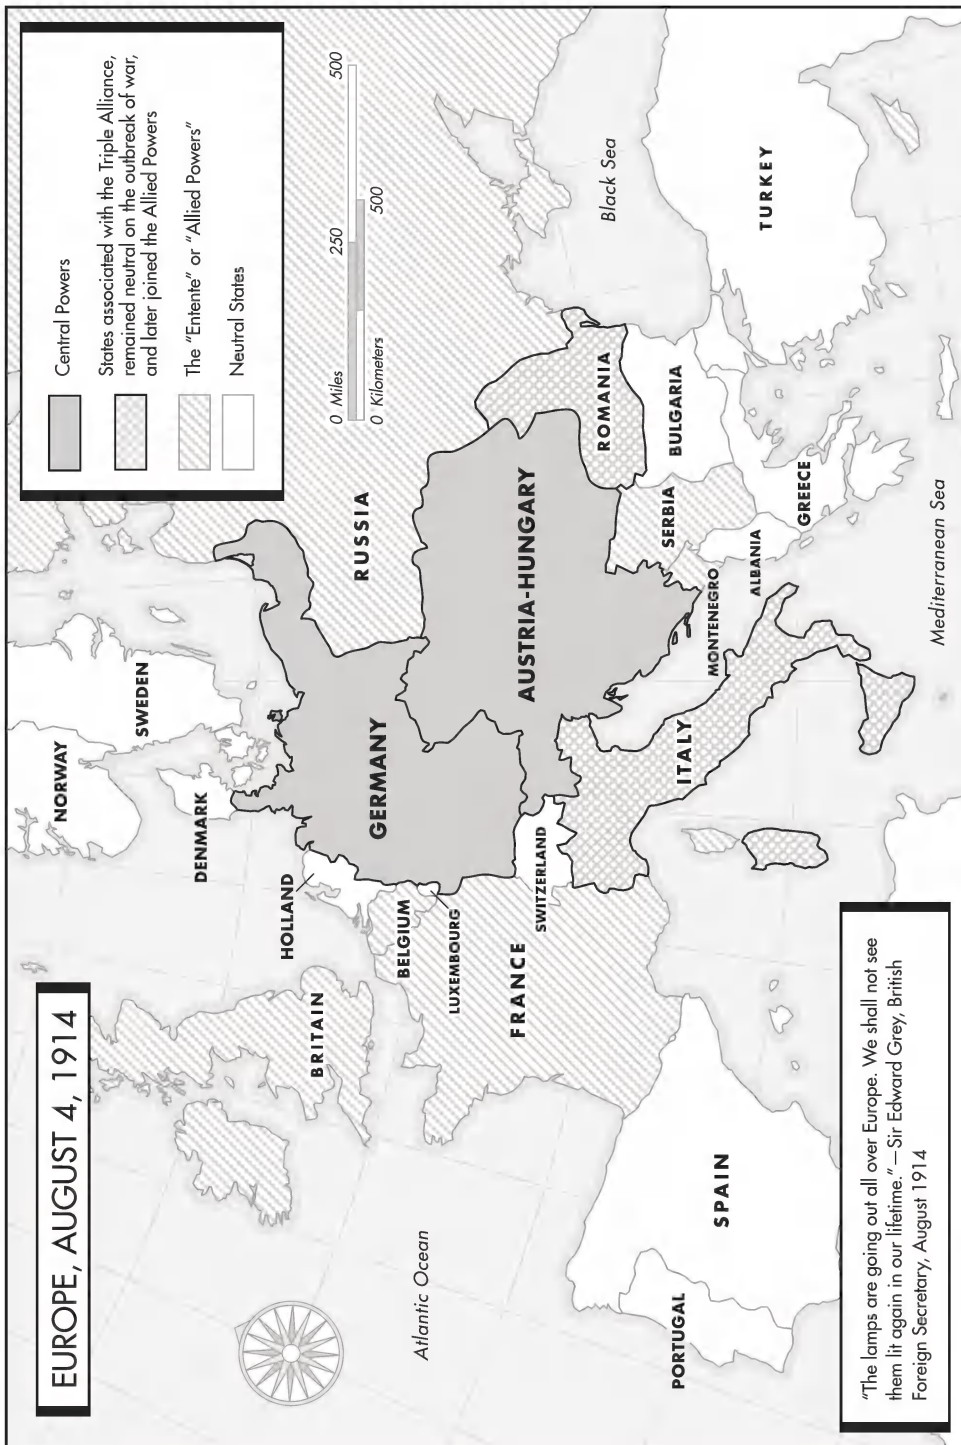 EUROPE, AUGUST 4, 1914
Central Powers
States associated with the Triple Alliance,
remained neutral on the outbreak of war,
and later joined the Allied Powers
The "Entente" or "Allied Powers"
Neutral States
0 Miles 250 500
0 Kilometers 500
NORWAY
SWEDEN
DENMARK
RUSSIA
HOLLAND
BRITAIN
GERMANY
BELGIUM
LUXEMBOURG
Atlantic Ocean
FRANCE
SWITZERLAND
AUSTRIA-HUNGARY
ROMANIA
Black Sea
SERBIA
BULGARIA
ITALY
MONTENEGRO
ALBANIA
PORTUGAL
SPAIN
TURKEY
GREECE
Mediterranean Sea
"The lamps are going out all over Europe. We shall not see
them lit again in our lifetime." —Sir Edward Grey, British
Foreign Secretary, August 1914